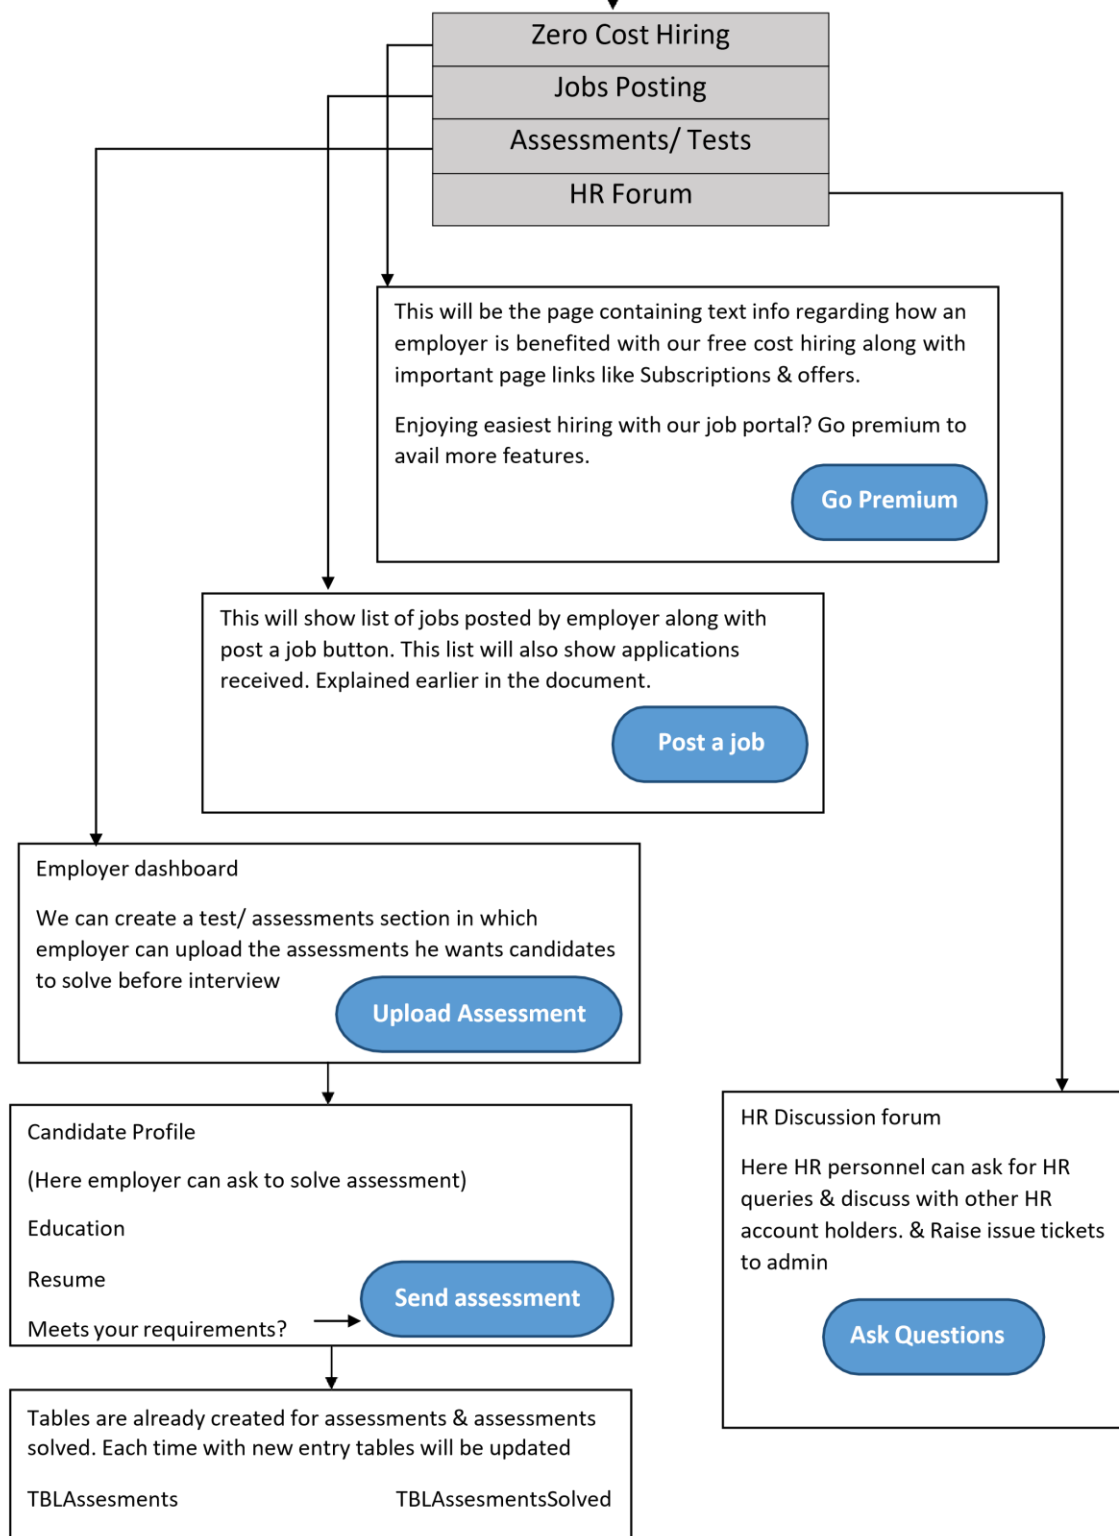 Zero Cost Hiring
Jobs Posting
Assessments/ Tests
HR Forum
This will be the page containing text info regarding how an
employer is benefited with our free cost hiring along with
important page links like Subscriptions & offers.
Enjoying easiest hiring with our job portal? Go premium to
avail more features.
Go Premium
This will show list of jobs posted by employer along with
post a job button. This list will also show applications
received. Explained earlier in the document.
Post a job
Employer dashboard
We can create a test/ assessments section in which
employer can upload the assessments he wants candidates
to solve before interview
Upload Assessment
Candidate Profile
(Here employer can ask to solve assessment)
Education
Resume
Meets your requirements?
Send assessment
HR Discussion forum
Here HR personnel can ask for HR
queries & discuss with other HR
account holders. & Raise issue tickets
to admin
Ask Questions
Tables are already created for assessments & assessments
solved. Each time with new entry tables will be updated
TBLAssesments
TBLAssesmentsSolved